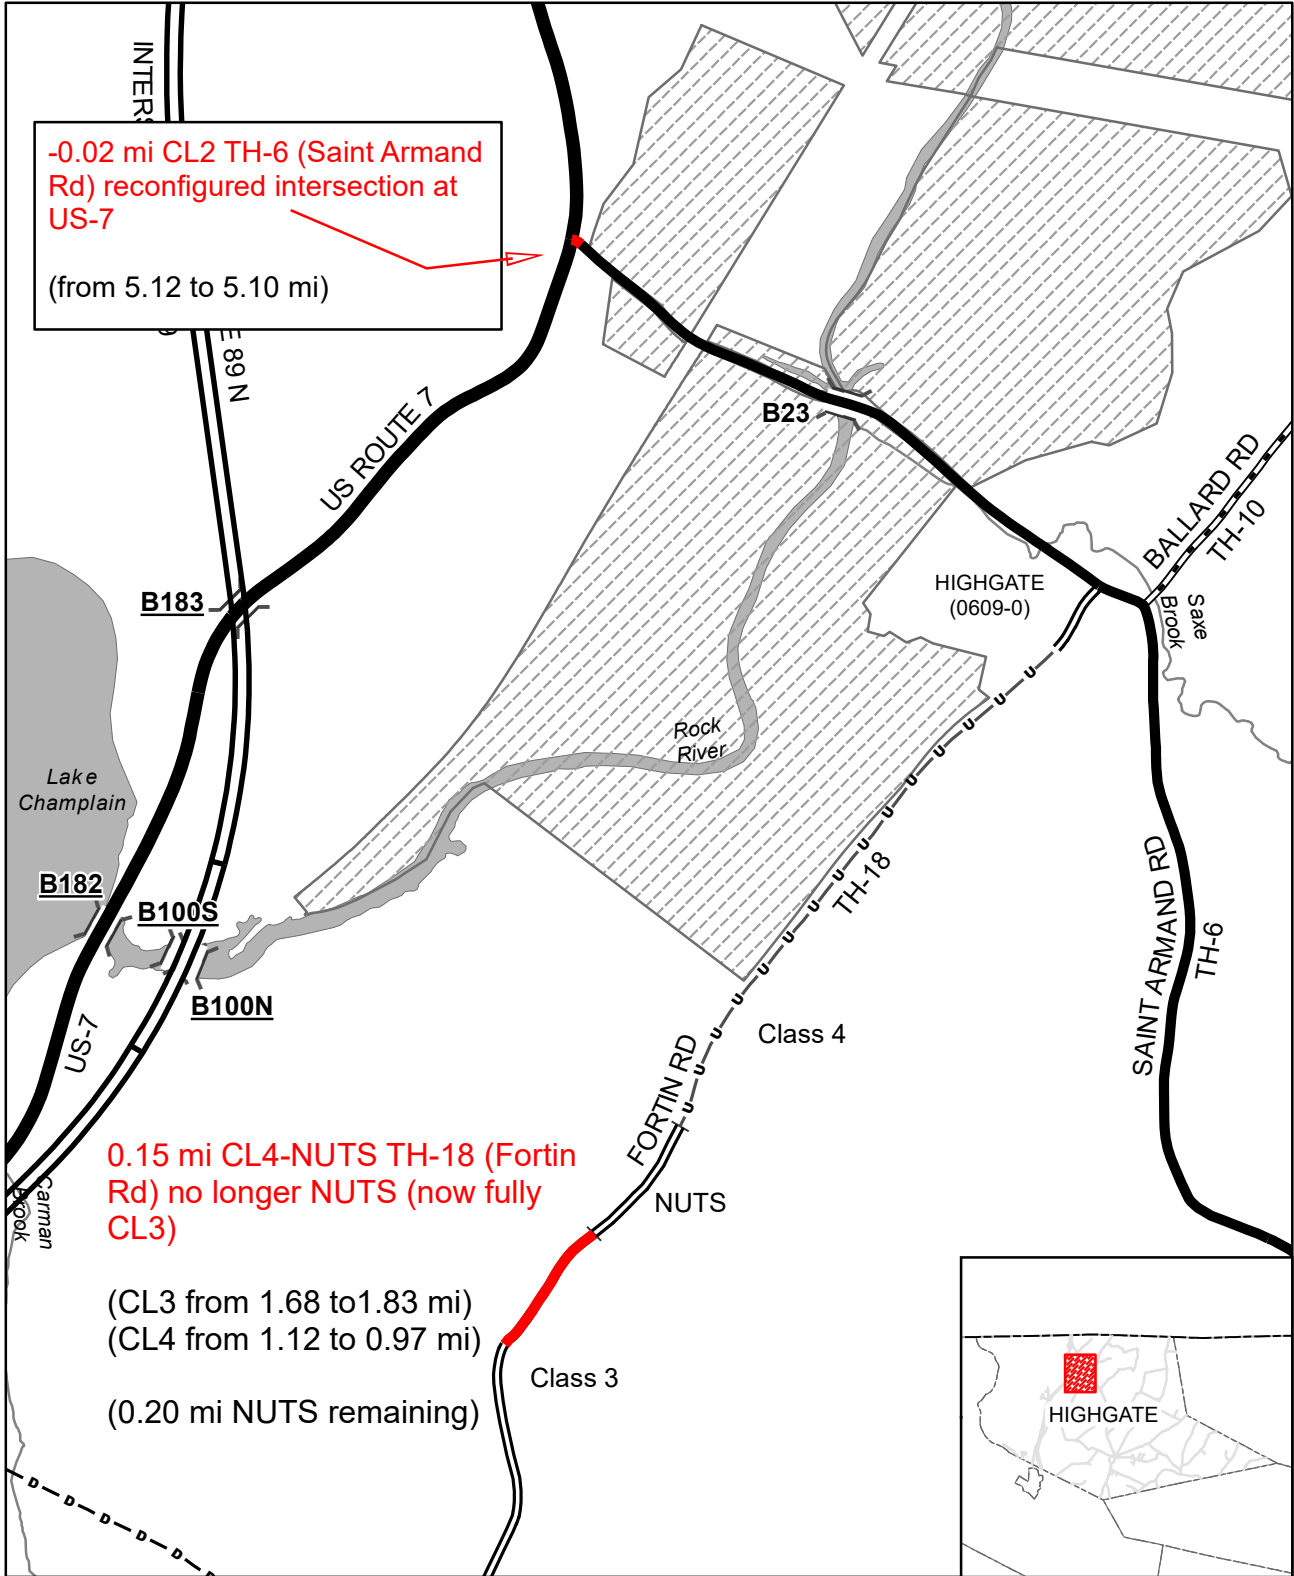 INTERS
-0.02 mi CL2 TH-6 (Saint Armand
Rd) reconfigured intersection at
US-7
(from 5.12 to 5.10 mi)
E 89 N
US ROUTE 7
B23
BALLARD RD
TH-10
HIGHGATE
(0609-0)
Saxe
Brook
B183
Rock
River
Lake
Champlain
U
U
U
U
U
U
U
U
U
U
U
U
U
U
TH-18
B182
B100S
B100N
SAINT ARMAND RD
TH-6
US-7
Class 4
FORTIN RD
0.15 mi CL4-NUTS TH-18 (Fortin
Rd) no longer NUTS (now fully
CL3)
NUTS
Carman
Brook
(CL3 from 1.68 to1.83 mi)
(CL4 from 1.12 to 0.97 mi)
Class 3
(0.20 mi NUTS remaining)
HIGHGATE
D
D
D
D
D